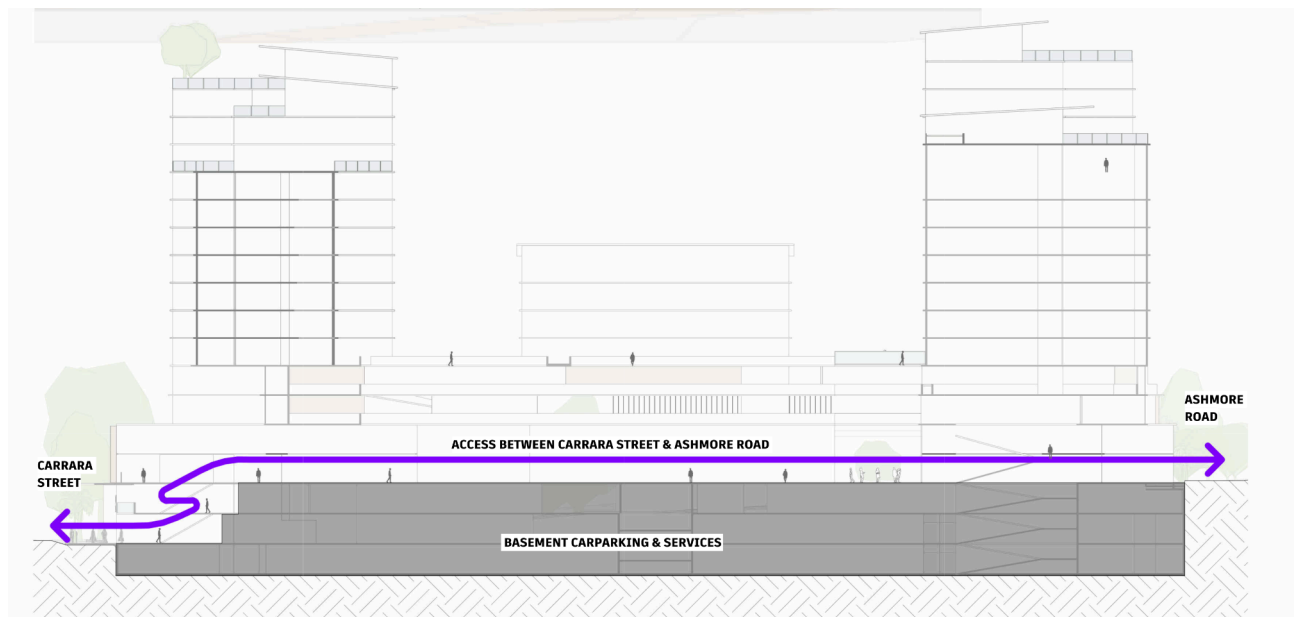 ASHMORE
ROAD
ACCESS BETWEEN CARRARA STREET & ASHMORE ROAD
CARRARA
STREET
BASEMENT CARPARKING & SERVICES